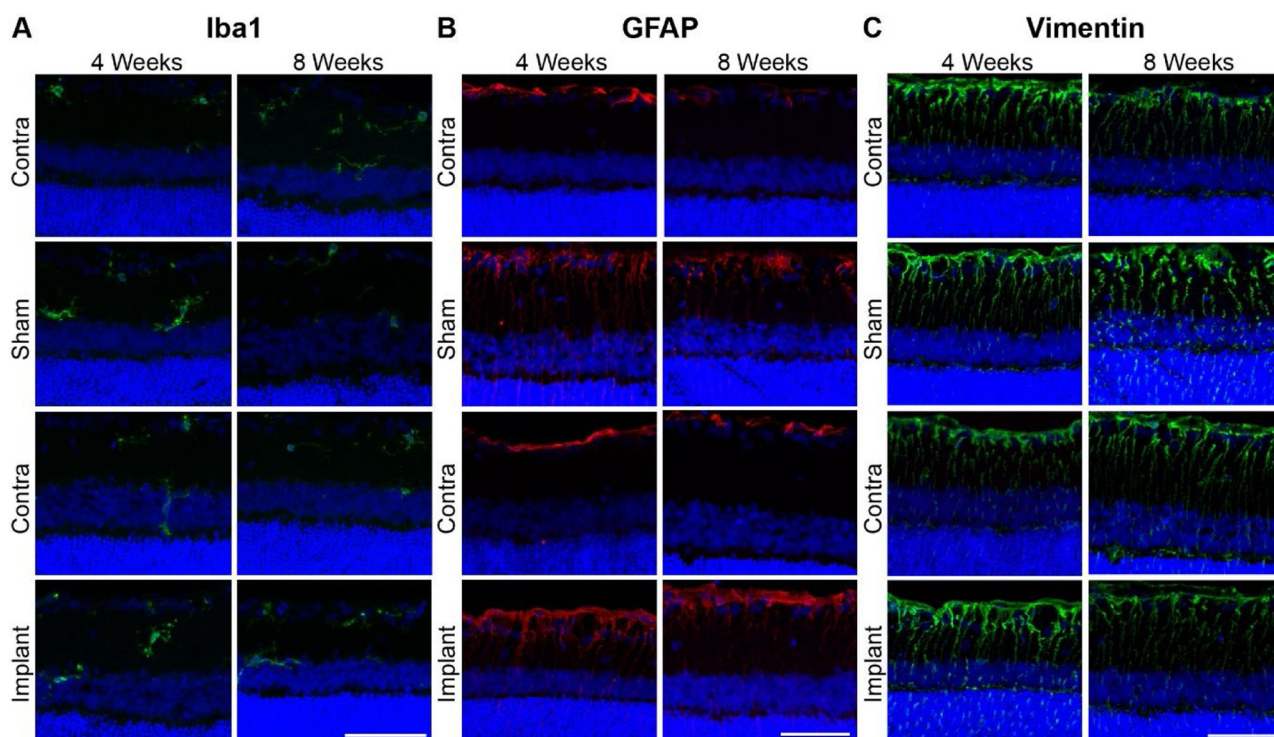 A Iba1 B GFAP C Vimentin
4 Weeks 8 Weeks 4 Weeks 8 Weeks 4 Weeks 8 Weeks
Contra Contra Contra
Sham Sham Sham
Contra Contra Contra
Implant Implant Implant